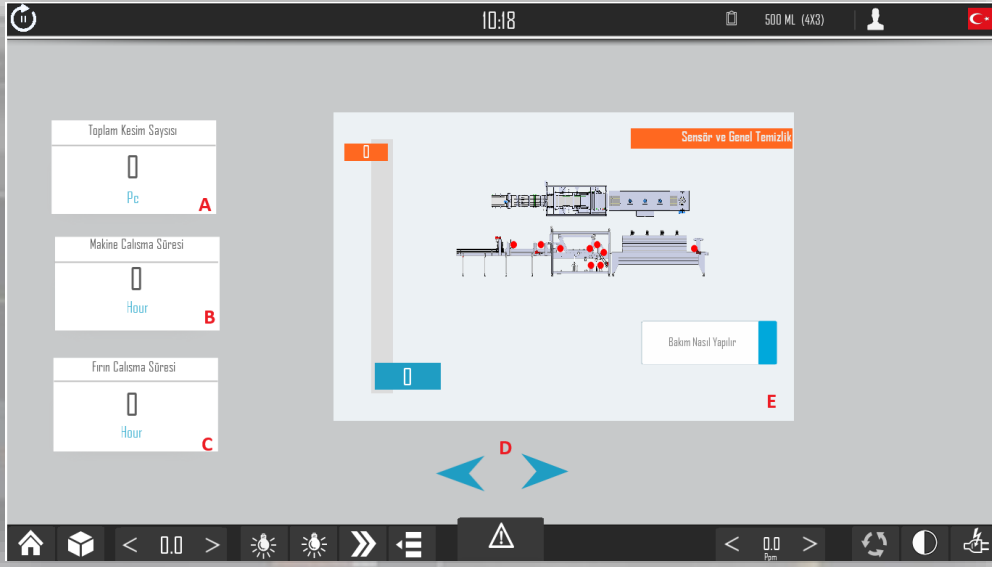 10:18
500 ML (4X3)
Toplam Kesim Sayısı
0
Pc
A
Makine Calısma Süresi
0
Hour
B
Fırın Calısma Süresi
0
Hour
C
0
Sensör ve Genel Temizlik
0
Bakım Nasıl Yapılır
E
D
< 0.0 >
< 0.0 >
Ppm